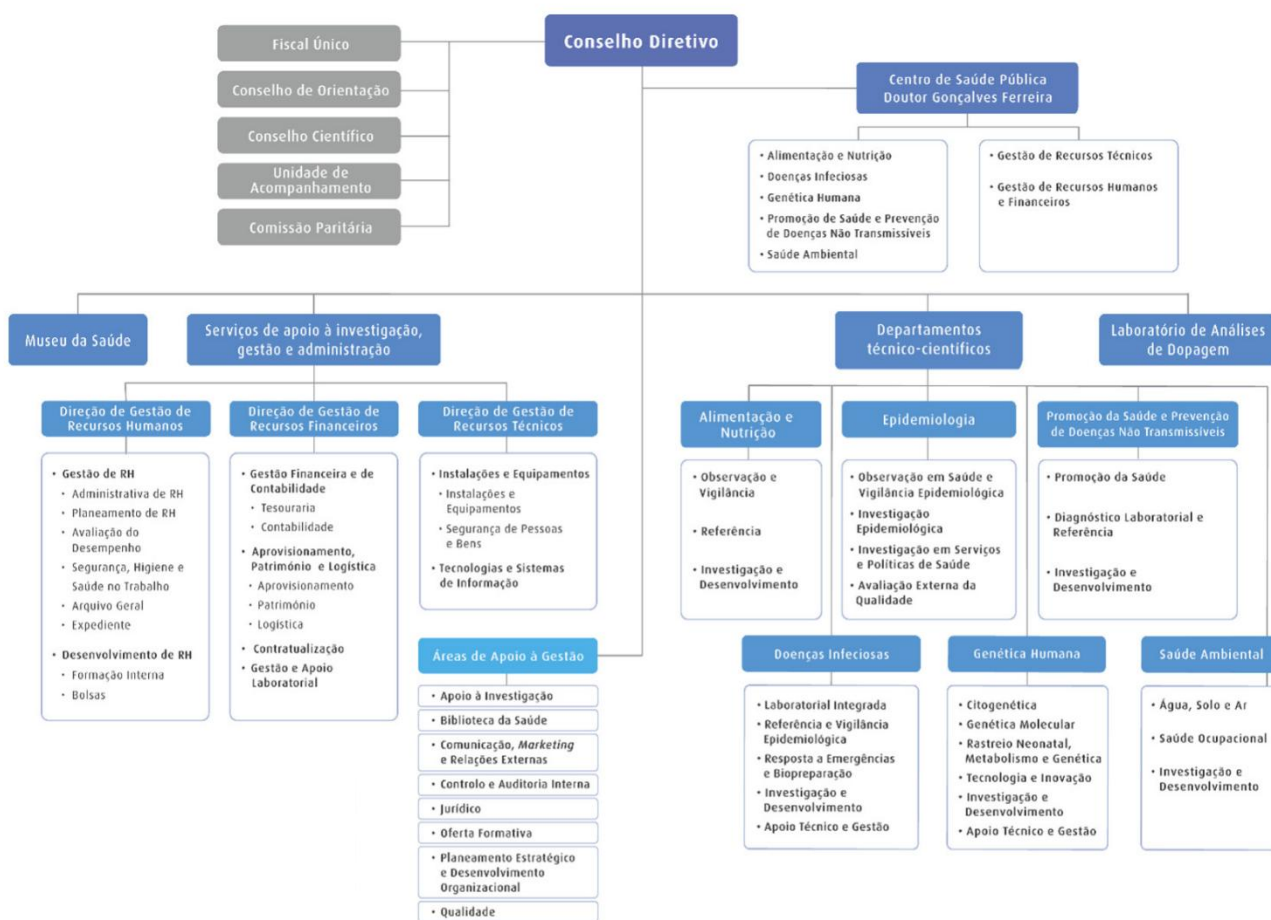 Conselho Diretivo
Fiscal Único
Conselho de Orientação
Conselho Científico
Unidade de
Acompanhamento
Comissão Paritária
Centro de Saúde Pública
Doutor Gonçalves Ferreira
• Alimentação e Nutrição
• Doenças Infeciosas
• Genética Humana
• Promoção de Saúde e Prevenção
de Doenças Não Transmissíveis
• Saúde Ambiental
• Gestão de Recursos Técnicos
• Gestão de Recursos Humanos
e Financeiros
Museu da Saúde
Serviços de apoio à investigação,
gestão e administração
Departamentos
técnico-científicos
Laboratório de Análises
de Dopagem
Direção de Gestão de
Recursos Humanos
• Gestão de RH
• Administrativa de RH
• Planeamento de RH
• Avaliação do
Desempenho
• Segurança, Higiene e
Saúde no Trabalho
• Arquivo Geral
• Expediente
• Desenvolvimento de RH
• Formação Interna
• Bolsas
Direção de Gestão de
Recursos Financeiros
• Gestão Financeira e de
Contabilidade
• Tesouraria
• Contabilidade
• Aprovisionamento,
Património e Logística
• Aprovisionamento
• Património
• Logística
• Contratualização
• Gestão e Apoio
Laboratorial
Direção de Gestão de
Recursos Técnicos
• Instalações e Equipamentos
• Instalações e
Equipamentos
• Segurança de Pessoas
e Bens
• Tecnologias e Sistemas
de Informação
Áreas de Apoio à Gestão
• Apoio à Investigação
• Biblioteca da Saúde
• Comunicação, Marketing
e Relações Externas
• Controlo e Auditoria Interna
• Jurídico
• Oferta Formativa
• Planeamento Estratégico
e Desenvolvimento
Organizacional
• Qualidade
Alimentação e
Nutrição
• Observação e
Vigilância
• Referência
• Investigação e
Desenvolvimento
Epidemiologia
• Observação em Saúde e
Vigilância Epidemiológica
• Investigação
Epidemiológica
• Investigação em Serviços
e Políticas de Saúde
• Avaliação Externa da
Qualidade
Promoção da Saúde e Prevenção
de Doenças Não Transmissíveis
• Promoção da Saúde
• Diagnóstico Laboratorial e
Referência
• Investigação e
Desenvolvimento
Doenças Infeciosas
• Laboratorial Integrada
• Referência e Vigilância
Epidemiológica
• Resposta a Emergências
e Biopreparação
• Investigação e
Desenvolvimento
• Apoio Técnico e Gestão
Genética Humana
• Citogenética
• Genética Molecular
• Rastreio Neonatal,
Metabolismo e Genética
• Tecnologia e Inovação
• Investigação e
Desenvolvimento
• Apoio Técnico e Gestão
Saúde Ambiental
• Água, Solo e Ar
• Saúde Ocupacional
• Investigação e
Desenvolvimento